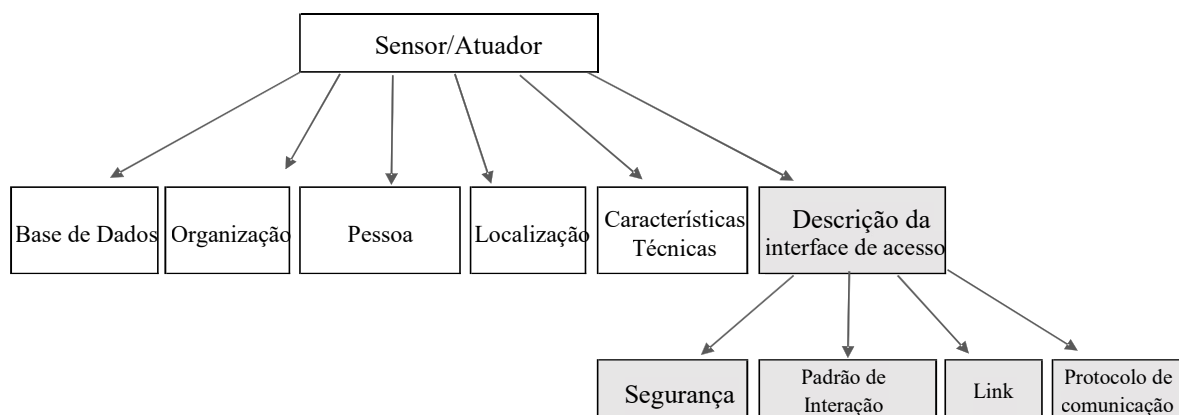 Sensor/Atuador
Base de Dados
Organização
Pessoa
Localização
Característícas
Técnicas
Descrição da
interface de acesso
Segurança
Padrão de
Interação
Link
Protocolo de
comunicação